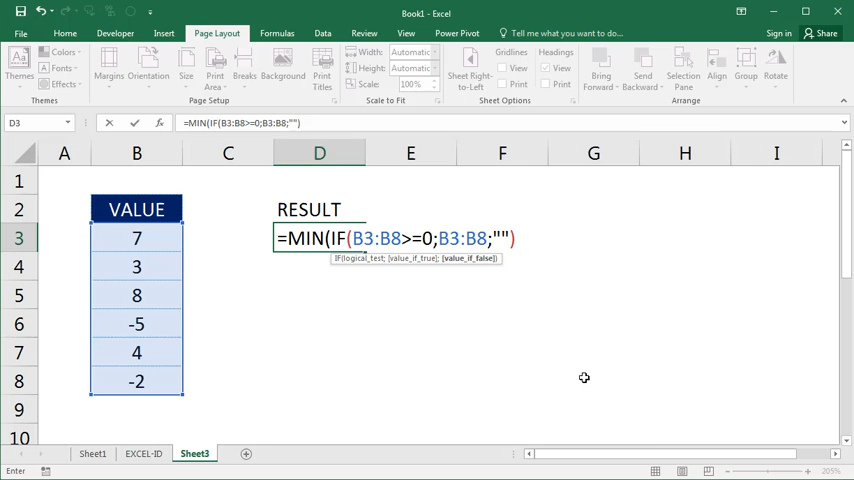 Book1 - Excel
File Home Developer Insert Page Layout Formulas Data Review View Power Pivot Tell me what you want to do... Sign in Share
Themes Colors Fonts Effects
Margins Orientation Size Print Area Breaks Background Print Titles
Width: Automatic
Height: Automatic
Scale: 100%
Gridlines Headings
View View
Print Print
Sheet Right-to-Left
Bring Forward Send Backward Selection Pane Align Group Rotate
Themes Page Setup Scale to Fit Sheet Options Arrange
D3 fx =MIN(IF(B3:B8>=0;B3:B8;"")
A B C D E F G H I
1
2 VALUE RESULT
3 7 =MIN(IF(B3:B8>=0;B3:B8;"")
IF(logical_test; [value_if_true]; [value_if_false])
4 3
5 8
6 -5
7 4
8 -2
9
10
Sheet1 EXCEL-ID Sheet3
Enter 205%